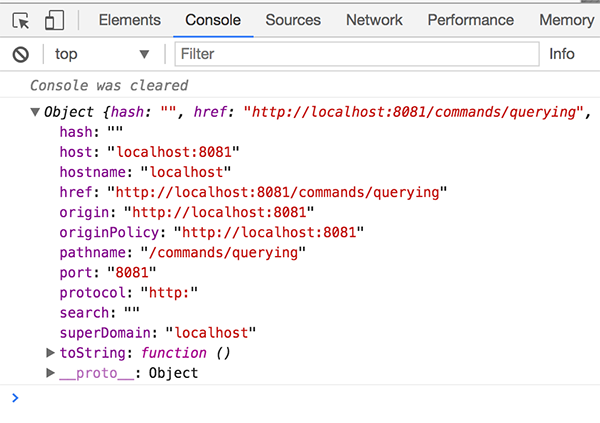 Elements Console Sources Network Performance Memory
top Filter Info
Console was cleared
Object {hash: "", href: "http://localhost:8081/commands/querying",
hash: ""
host: "localhost:8081"
hostname: "localhost"
href: "http://localhost:8081/commands/querying"
origin: "http://localhost:8081"
originPolicy: "http://localhost:8081"
pathname: "/commands/querying"
port: "8081"
protocol: "http:"
search: ""
superDomain: "localhost"
toString: function ()
__proto__: Object